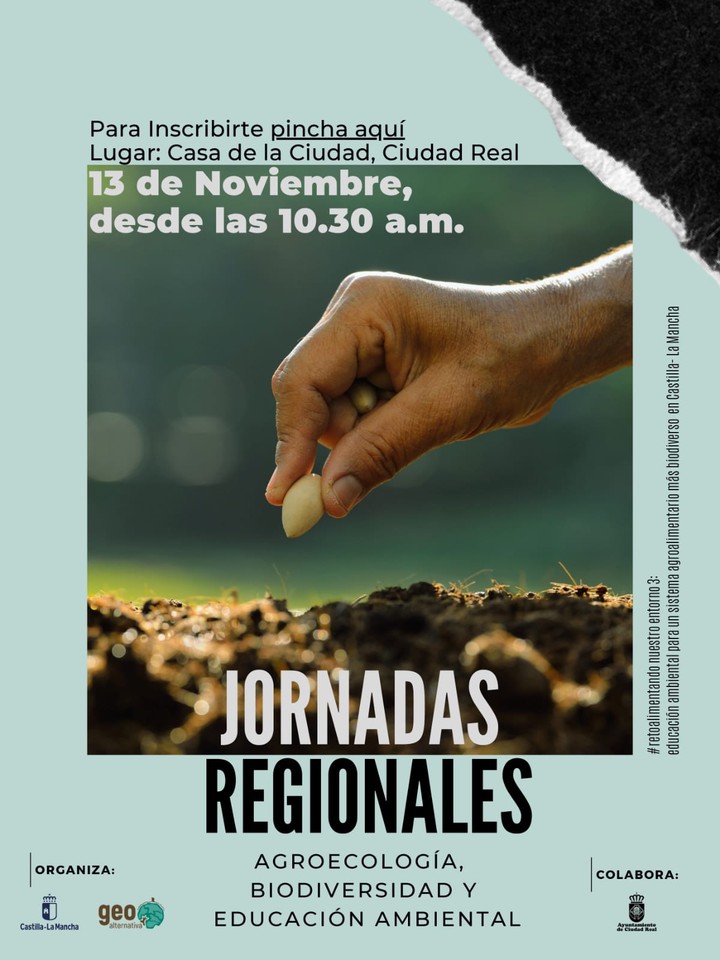 Para Inscribirte pincha aquí
Lugar: Casa de la Ciudad, Ciudad Real
13 de Noviembre,
desde las 10.30 a.m.
#retoalimentando nuestro entorno 3:
educación ambiental para un sistema agroalimentario más biodiverso en Castilla- La Mancha
JORNADAS
REGIONALES
AGROECOLOGÍA,
BIODIVERSIDAD Y
EDUCACIÓN AMBIENTAL
ORGANIZA:
Castilla-La Mancha
geo
alternativa
COLABORA:
Ayuntamiento
de Ciudad Real